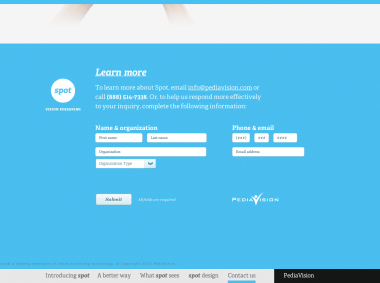 Learn more
spot
VISION SCREENING
To learn more about Spot, email info@pediavision.com or
call (888) 514-7338. Or, to help us respond more effectively
to your inquiry, complete the following information:
Name & organization
Phone & email
First name
Last name
(###)
###
####
Organization
Email address
Organization Type
Submit
All fields are required
PEDIAVISION
Introducing spot
A better way
What spot sees
spot design
Contact us
PediaVision